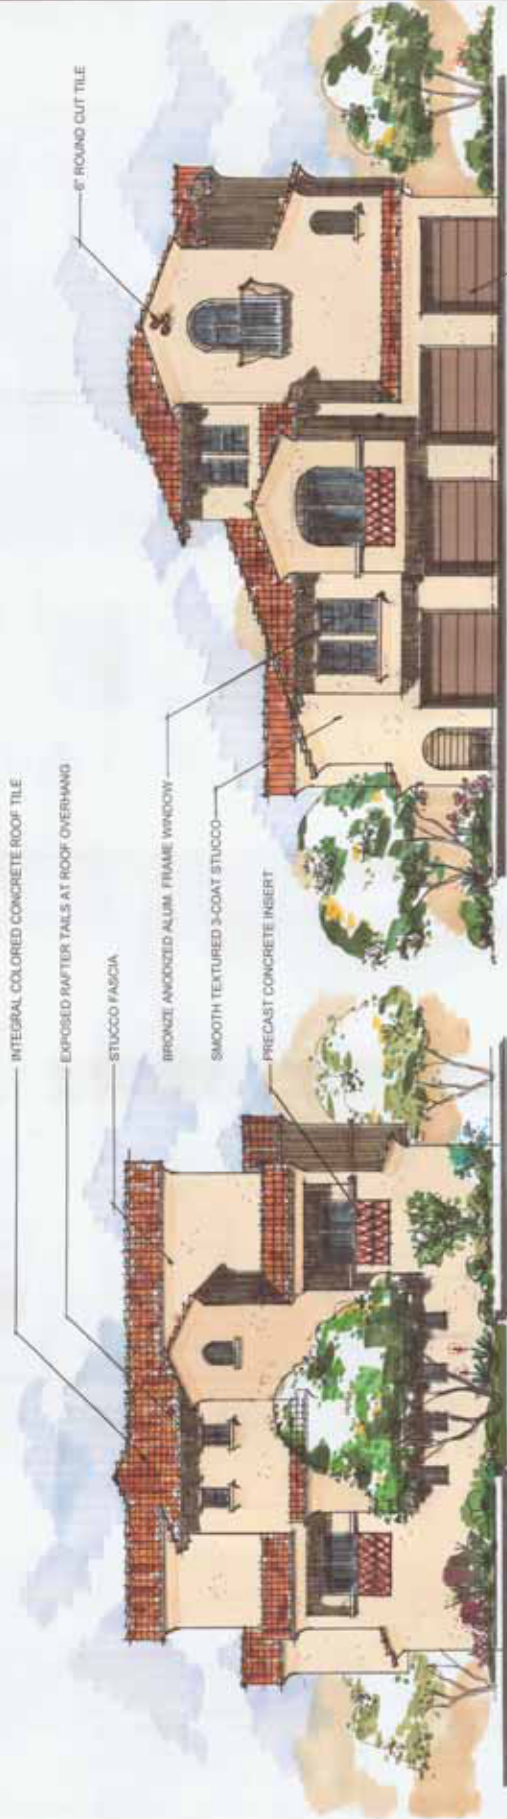 INTEGRAL COLORED CONCRETE ROOF TILE
EXPOSED RAFTER TAILS AT ROOF OVERHANG
STUCCO FASCIA
BRONZE ANODIZED ALUM. FRAME WINDOW
SMOOTH TEXTURED 3-COAT STUCCO
PRECAST CONCRETE INSERT
6" ROUND CUT TILE